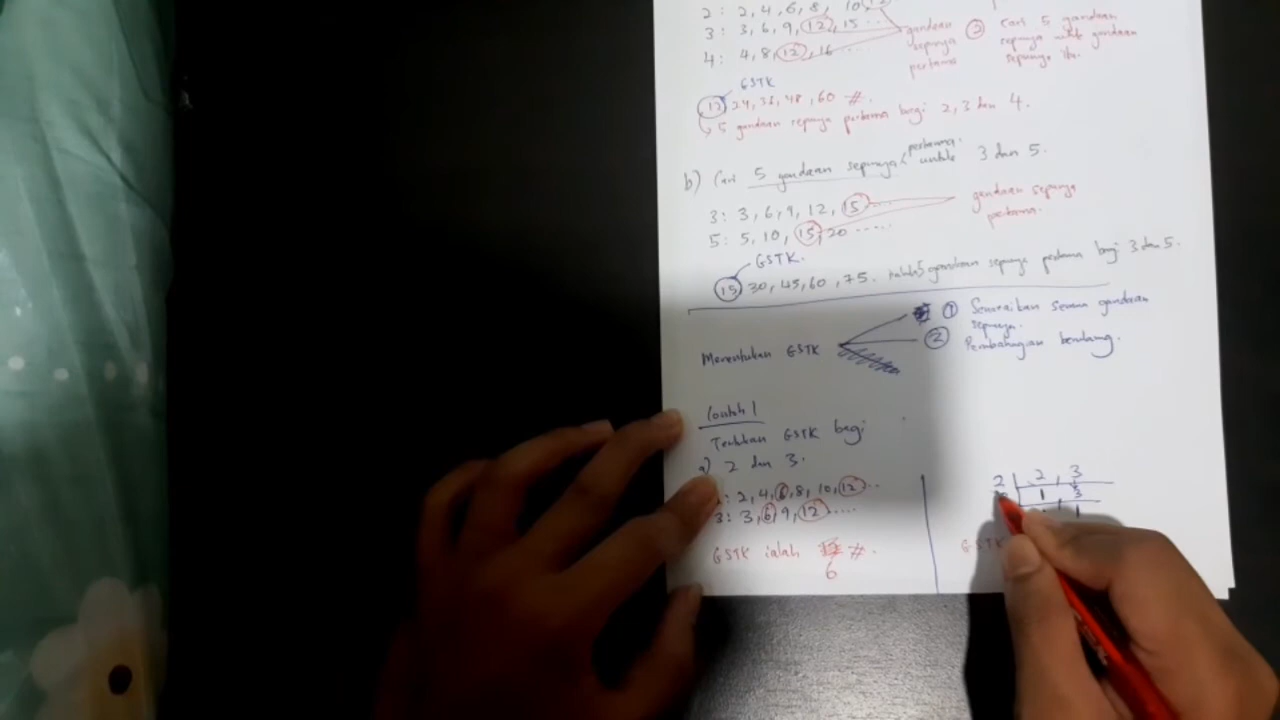 2: 2, 4, 6, 8, 10, 12
3: 3, 6, 9, 12, 15 ...
4: 4, 8, 12, 16
gandaan
sepunya
pertama
② Cari 5 gandaan
sepunya untuk gandaan
sepunya itu.
GSTK
12, 24, 36, 48, 60 #.
5 gandaan sepunya pertama bagi 2, 3 dan 4.
b) Cari 5 gandaan sepunya pertama untuk 3 dan 5.
3: 3, 6, 9, 12, 15 ...
5: 5, 10, 15, 20 .....
gandaan sepunya
pertama.
GSTK.
15, 30, 45, 60, 75. ialah 5 gandaan sepunya pertama bagi 3 dan 5.
Menentukan GSTK
① Senaraikan semua gandaan
sepunya.
② Pembahagian berulang.
Contoh 1
Tentukan GSTK bagi
a) 2 dan 3.
: 2, 4, 6, 8, 10, 12 ..
3: 3, 6, 9, 12 ....
GSTK ialah #.
6
2 | 2, 3
1 3
1
GSTK